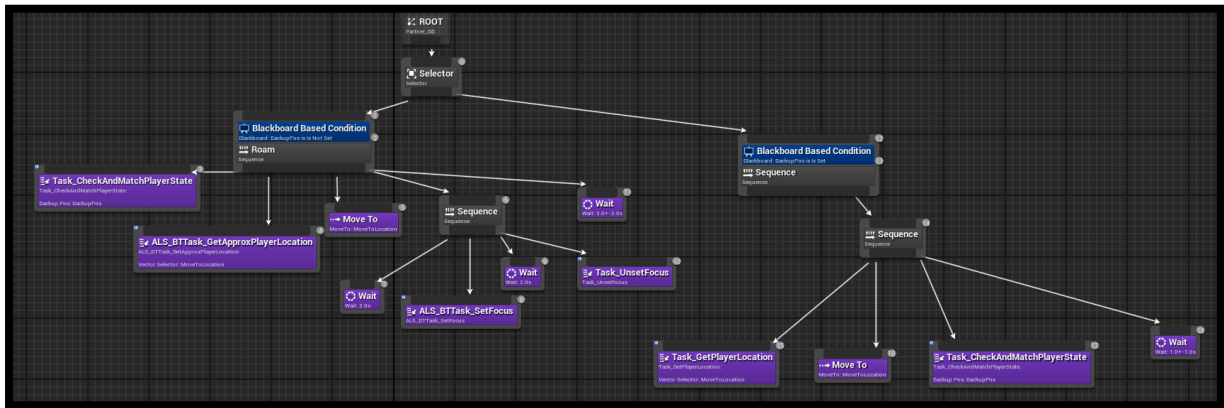 ROOT
Partner_BB
Selector
Selector
Blackboard Based Condition
Blackboard: BackupPos is Is Not Set
Roam
Sequence
Blackboard Based Condition
Blackboard: BackupPos is Is Set
Sequence
Sequence
Task_CheckAndMatchPlayerState
Task_CheckAndMatchPlayerState:
Backup Pos: BackupPos
ALS_BTTask_GetApproxPlayerLocation
ALS_BTTask_GetApproxPlayerLocation:
Vector Selector: MoveToLocation
Move To
MoveTo: MoveToLocation
Sequence
Sequence
Wait
Wait: 3.0+-2.0s
Wait
Wait: 2.0s
ALS_BTTask_SetFocus
ALS_BTTask_SetFocus
Wait
Wait: 2.0s
Task_UnsetFocus
Task_UnsetFocus
Sequence
Sequence
Task_GetPlayerLocation
Task_GetPlayerLocation:
Vector Selector: MoveToLocation
Move To
MoveTo: MoveToLocation
Task_CheckAndMatchPlayerState
Task_CheckAndMatchPlayerState:
Backup Pos: BackupPos
Wait
Wait: 1.0+-1.0s